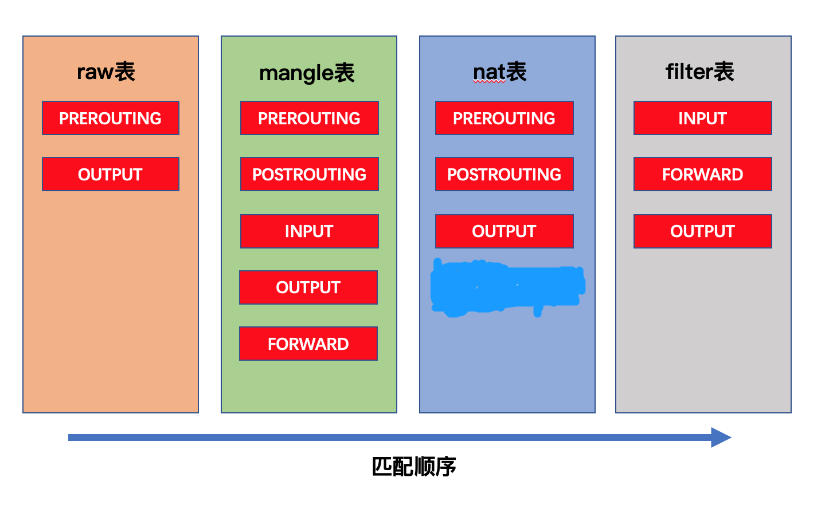 raw表
PREROUTING
OUTPUT
mangle表
PREROUTING
POSTROUTING
INPUT
OUTPUT
FORWARD
nat表
PREROUTING
POSTROUTING
OUTPUT
filter表
INPUT
FORWARD
OUTPUT
匹配顺序